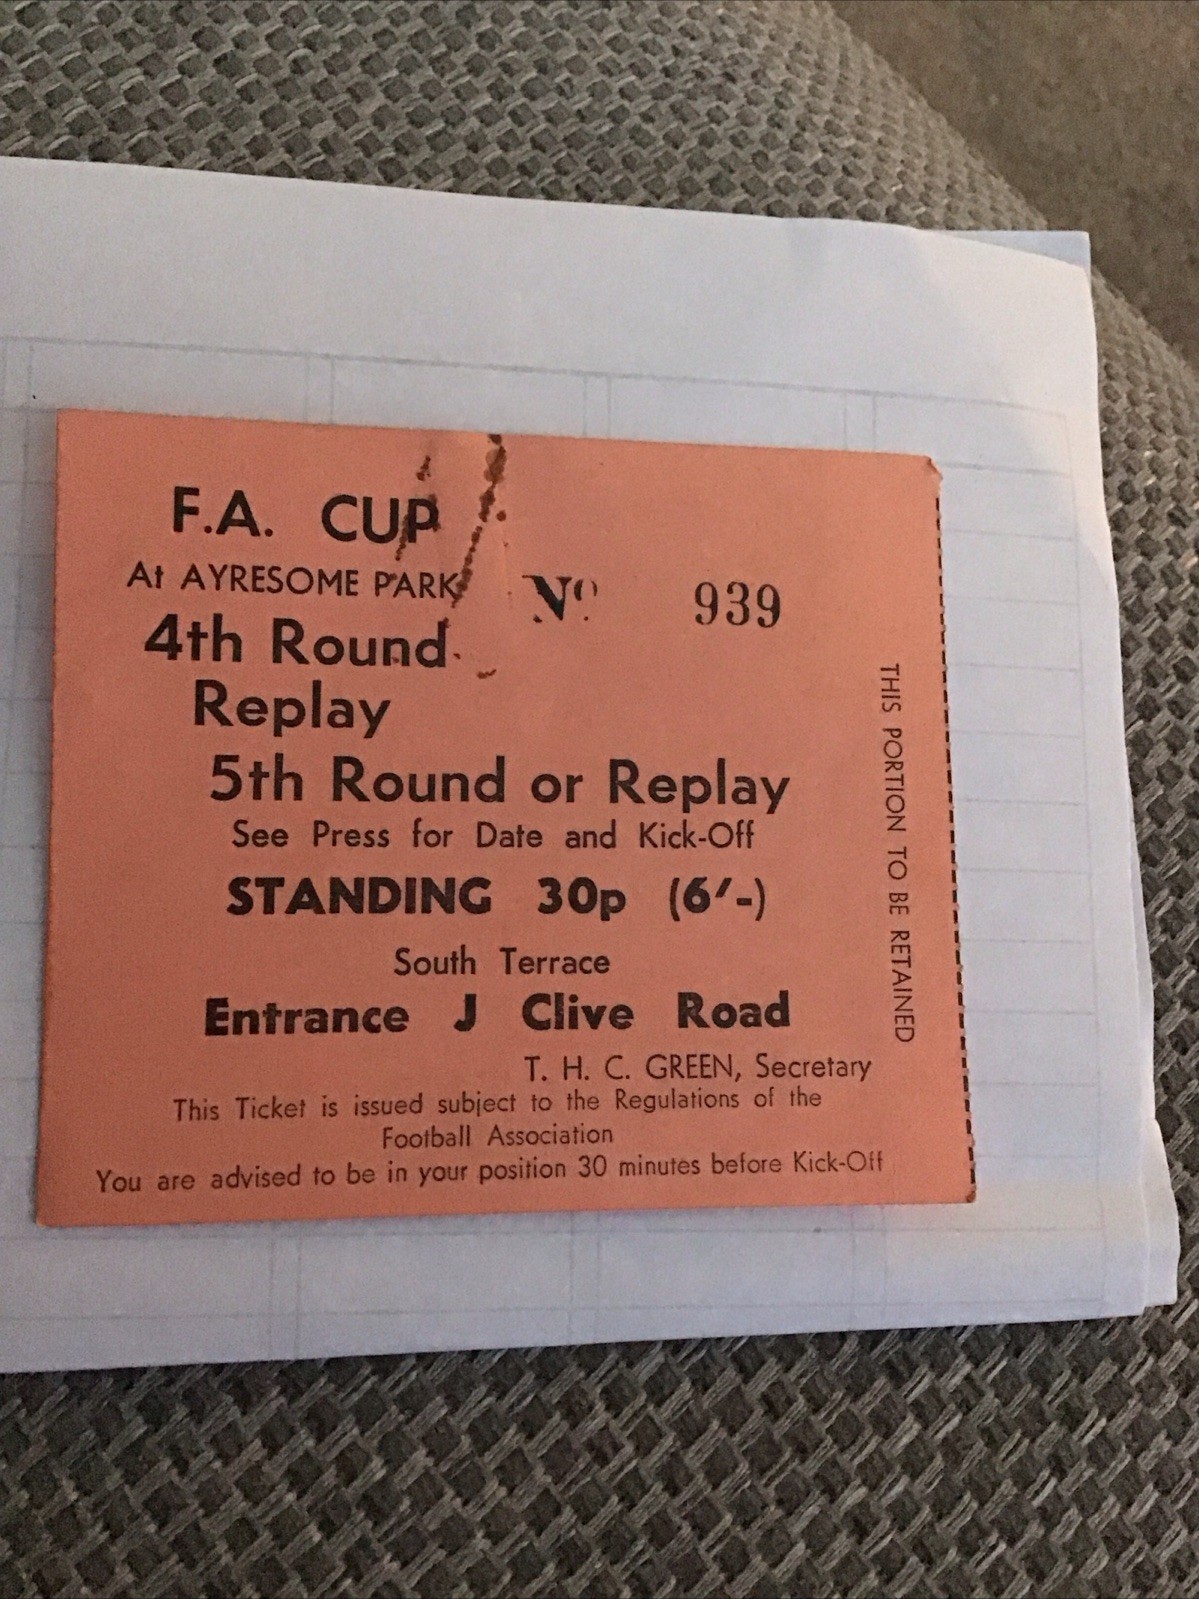 F.A. CUP
At AYRESOME PARK
Nº 939
4th Round
Replay
5th Round or Replay
See Press for Date and Kick-Off
STANDING 30p (6/-)
South Terrace
Entrance J Clive Road
T. H. C. GREEN, Secretary
This Ticket is issued subject to the Regulations of the
Football Association
You are advised to be in your position 30 minutes before Kick-Off
THIS PORTION TO BE RETAINED